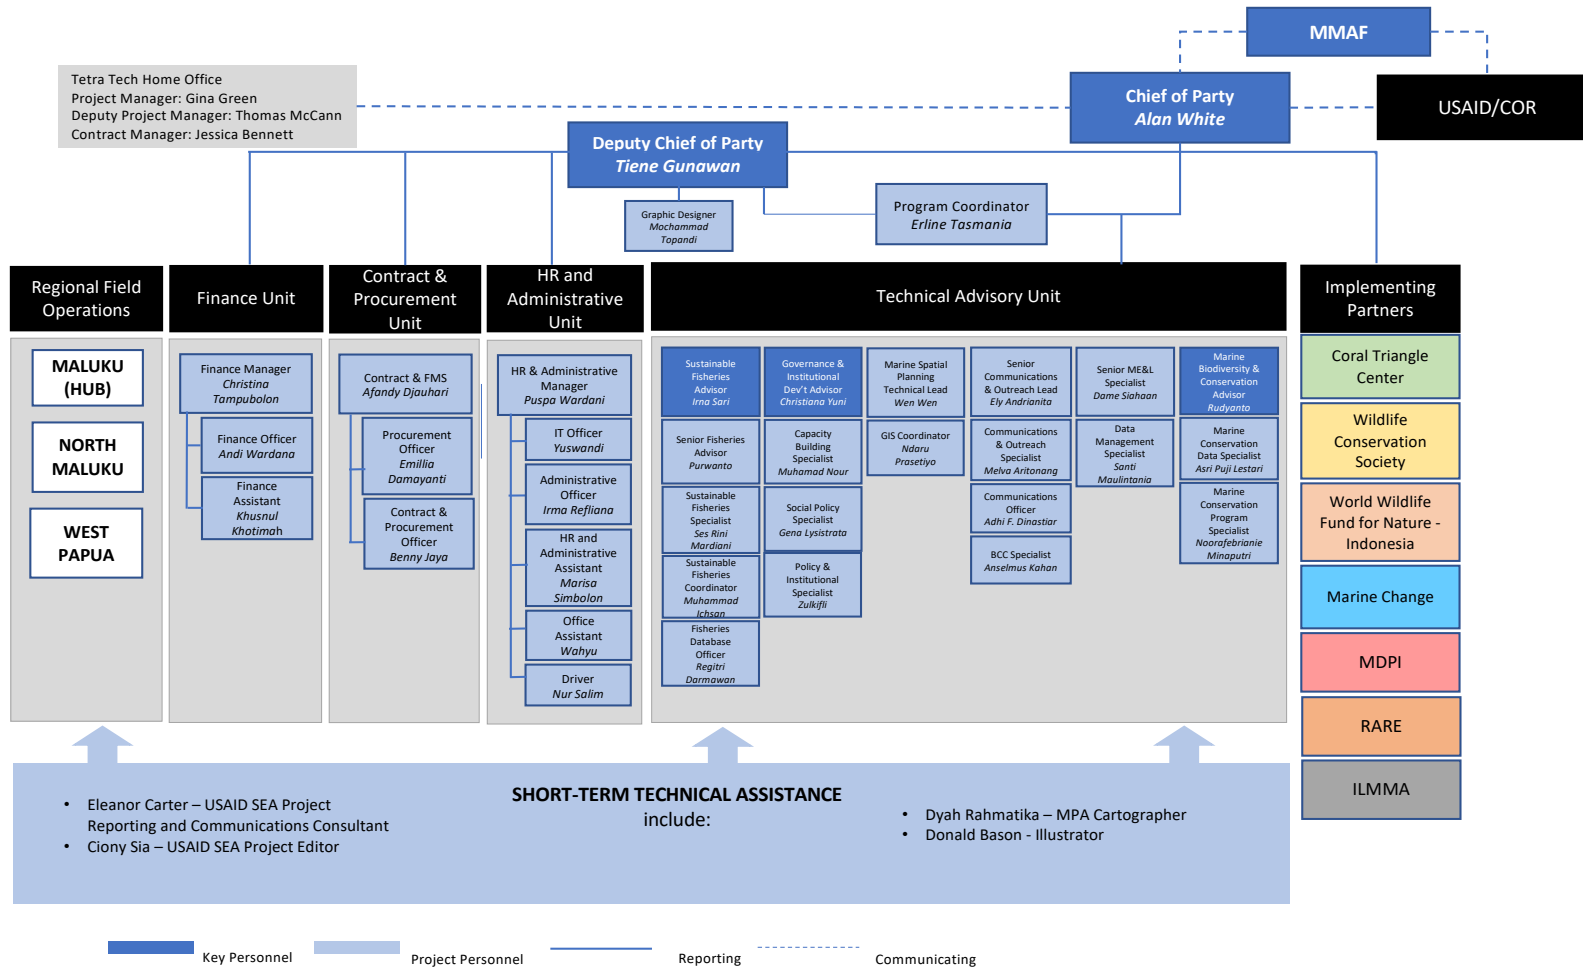 MMAF
Tetra Tech Home Office
Project Manager: Gina Green
Deputy Project Manager: Thomas McCann
Contract Manager: Jessica Bennett
Chief of Party
Alan White
USAID/COR
Deputy Chief of Party
Tiene Gunawan
Graphic Designer
Mochammad
Topandi
Program Coordinator
Erline Tasmania
Regional Field
Operations
MALUKU
(HUB)
NORTH
MALUKU
WEST
PAPUA
Finance Unit
Finance Manager
Christina
Tampubolon
Finance Officer
Andi Wardana
Finance
Assistant
Khusnul
Khotimah
Contract &
Procurement
Unit
Contract & FMS
Afandy Djauhari
Procurement
Officer
Emillia
Damayanti
Contract &
Procurement
Officer
Benny Jaya
HR and
Administrative
Unit
HR & Administrative
Manager
Puspa Wardani
IT Officer
Yuswandi
Administrative
Officer
Irma Refliana
HR and
Administrative
Assistant
Marisa
Simbolon
Office
Assistant
Wahyu
Driver
Nur Salim
Technical Advisory Unit
Sustainable
Fisheries
Advisor
Irna Sari
Senior Fisheries
Advisor
Purwanto
Sustainable
Fisheries
Specialist
Ses Rini
Mardiani
Sustainable
Fisheries
Coordinator
Muhammad
Ichsan
Fisheries
Database
Officer
Regitri
Darmawan
Governance &
Institutional
Dev't Advisor
Christiana Yuni
Capacity
Building
Specialist
Muhamad Nour
Social Policy
Specialist
Gena Lysistrata
Policy &
Institutional
Specialist
Zulkifli
Marine Spatial
Planning
Technical Lead
Wen Wen
GIS Coordinator
Ndaru
Prasetiyo
Senior
Communications
& Outreach Lead
Ely Andrianita
Communications
& Outreach
Specialist
Melva Aritonang
Communications
Officer
Adhi F. Dinastiar
BCC Specialist
Anselmus Kahan
Senior ME&L
Specialist
Dame Siahaan
Data
Management
Specialist
Santi
Maulintania
Marine
Biodiversity &
Conservation
Advisor
Rudyanto
Marine
Conservation
Data Specialist
Asri Puji Lestari
Marine
Conservation
Program
Specialist
Noorafebrianie
Minaputri
Implementing
Partners
Coral Triangle
Center
Wildlife
Conservation
Society
World Wildlife
Fund for Nature -
Indonesia
Marine Change
MDPI
RARE
ILMMA
SHORT-TERM TECHNICAL ASSISTANCE
include:
• Eleanor Carter – USAID SEA Project
Reporting and Communications Consultant
• Ciony Sia – USAID SEA Project Editor
• Dyah Rahmatika – MPA Cartographer
• Donald Bason - Illustrator
Key Personnel
Project Personnel
Reporting
Communicating